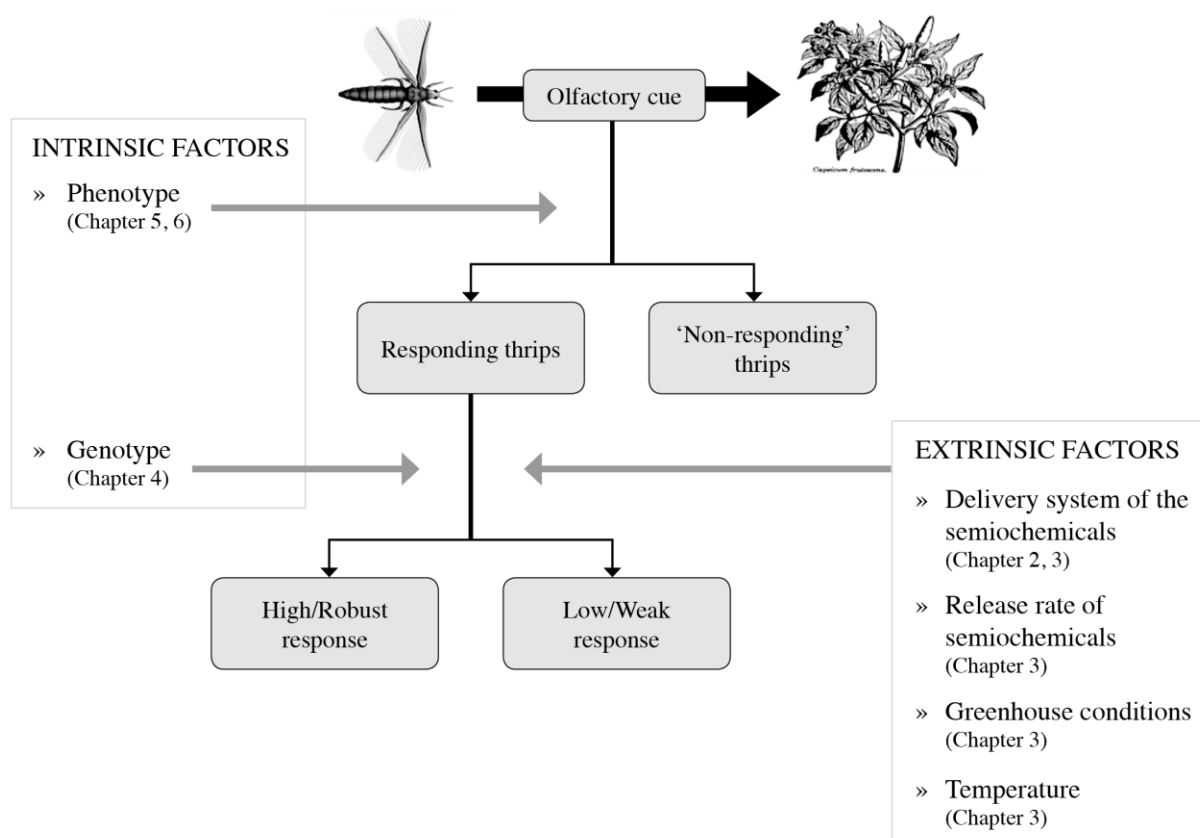 Olfactory cue
Capsicum frutescens.
INTRINSIC FACTORS
» Phenotype
(Chapter 5, 6)
Responding thrips
‘Non-responding’
thrips
» Genotype
(Chapter 4)
EXTRINSIC FACTORS
» Delivery system of the
semiochemicals
(Chapter 2, 3)
» Release rate of
semiochemicals
(Chapter 3)
» Greenhouse conditions
(Chapter 3)
» Temperature
(Chapter 3)
High/Robust
response
Low/Weak
response